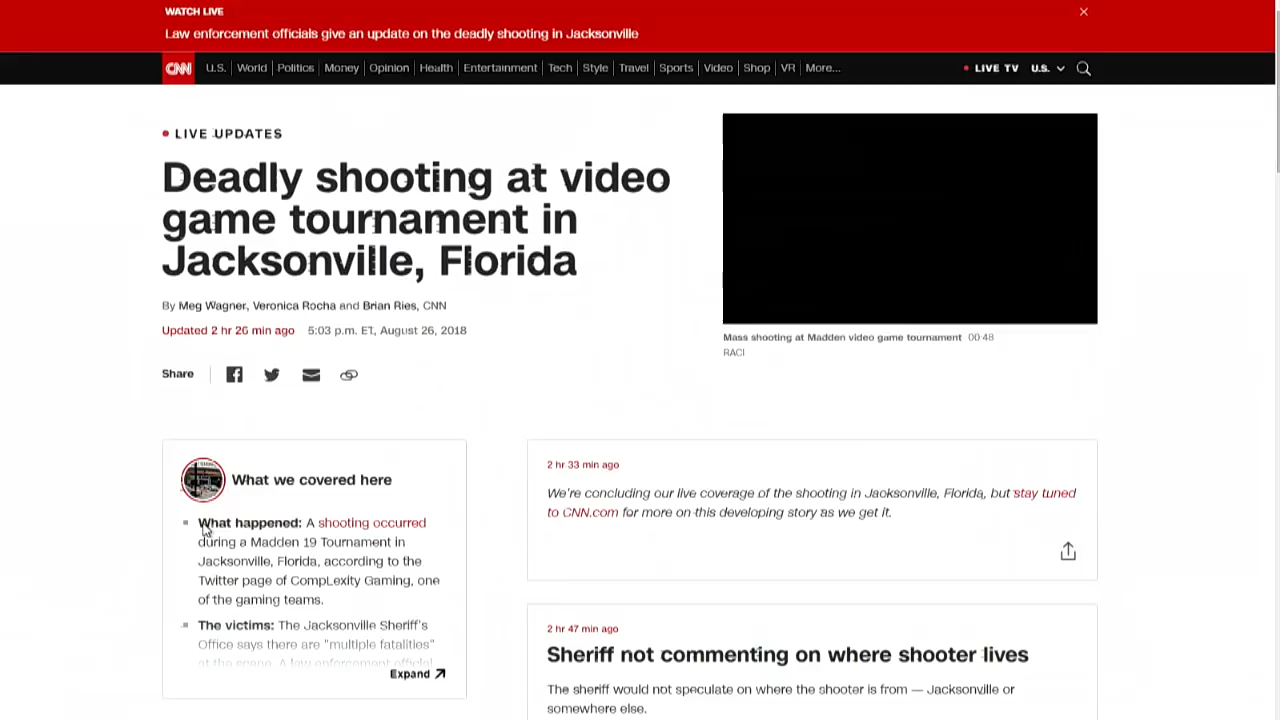 WATCH LIVE
Law enforcement officials give an update on the deadly shooting in Jacksonville
CNN U.S. World Politics Money Opinion Health Entertainment Tech Style Travel Sports Video Shop VR More... LIVE TV U.S.
LIVE UPDATES
Deadly shooting at video
game tournament in
Jacksonville, Florida
By Meg Wagner, Veronica Rocha and Brian Ries, CNN
Updated 2 hr 26 min ago 5:03 p.m. ET, August 26, 2018
Share
Mass shooting at Madden video game tournament 00:48
RACI
What we covered here
What happened: A shooting occurred
during a Madden 19 Tournament in
Jacksonville, Florida, according to the
Twitter page of CompLexity Gaming, one
of the gaming teams.
The victims: The Jacksonville Sheriff's
Office says there are "multiple fatalities"
at the scene. A law enforcement official
Expand
2 hr 33 min ago
We're concluding our live coverage of the shooting in Jacksonville, Florida, but stay tuned
to CNN.com for more on this developing story as we get it.
2 hr 47 min ago
Sheriff not commenting on where shooter lives
The sheriff would not speculate on where the shooter is from — Jacksonville or
somewhere else.